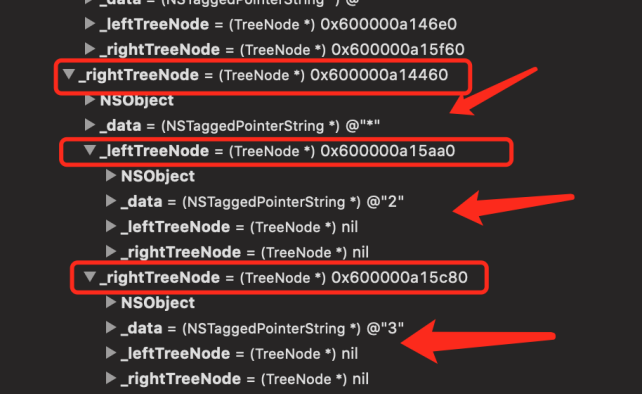 _data = (NSTaggedPointerString *) @
_leftTreeNode = (TreeNode *) 0x600000a146e0
_rightTreeNode = (TreeNode *) 0x600000a15f60
_rightTreeNode = (TreeNode *) 0x600000a14460
NSObject
_data = (NSTaggedPointerString *) @"*"
_leftTreeNode = (TreeNode *) 0x600000a15aa0
NSObject
_data = (NSTaggedPointerString *) @"2"
_leftTreeNode = (TreeNode *) nil
_rightTreeNode = (TreeNode *) nil
_rightTreeNode = (TreeNode *) 0x600000a15c80
NSObject
_data = (NSTaggedPointerString *) @"3"
_leftTreeNode = (TreeNode *) nil
_rightTreeNode = (TreeNode *) nil